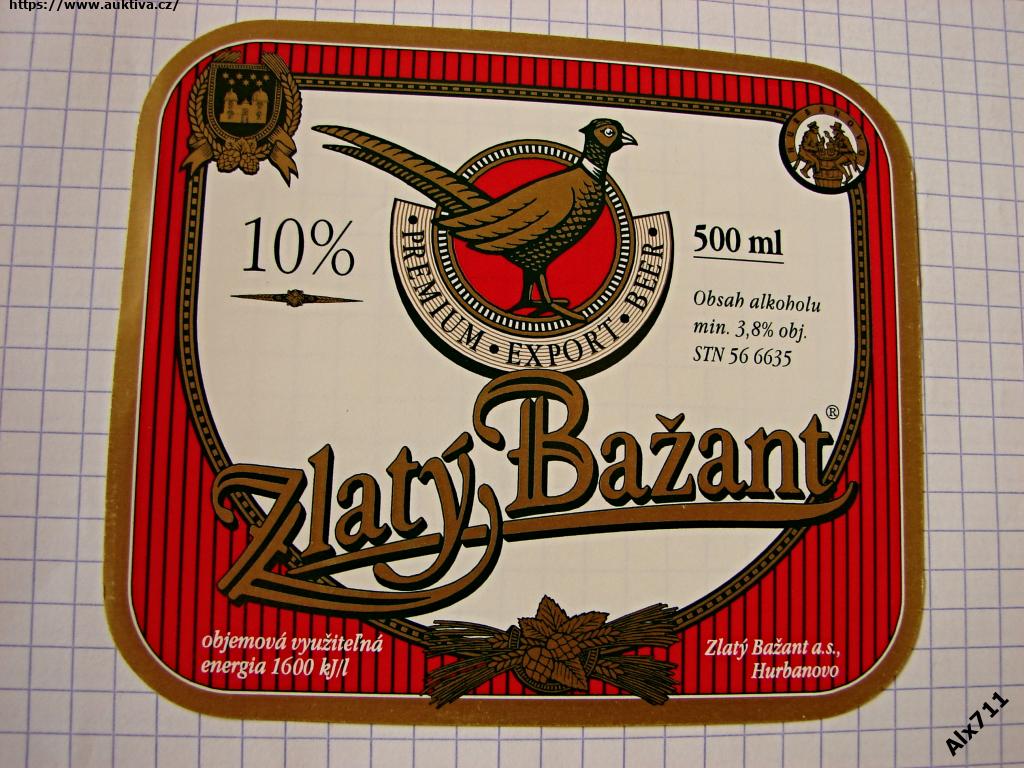 https://www.auktiva.cz/
10%
• PREMIUM • EXPORT • BEER •
500 ml
Obsah alkoholu
min. 3,8% obj.
STN 56 6635
Zlatý Bažant®
objemová využiteľná
energia 1600 kJ/l
Zlatý Bažant a.s.,
Hurbanovo
Alx711